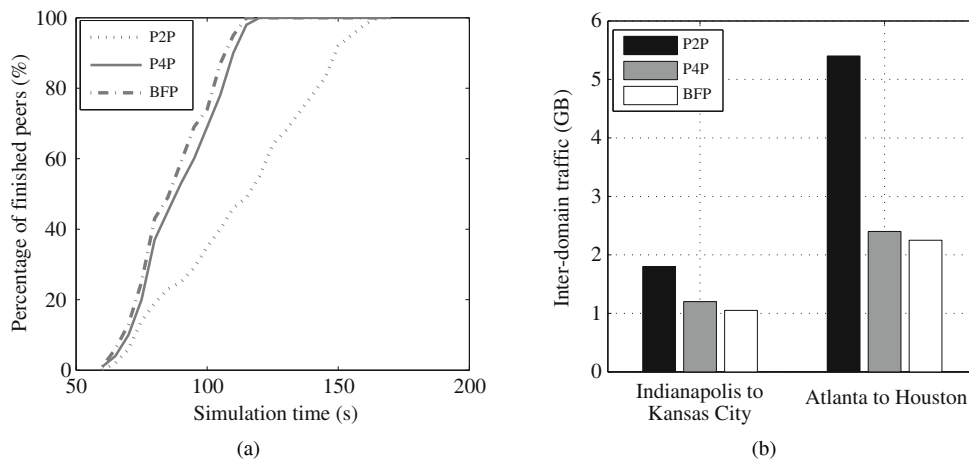 100
80
60
40
20
0
50
100
150
200
Percentage of finished peers (%)
Simulation time (s)
P2P
P4P
BFP
(a)
6
5
4
3
2
1
0
Inter-domain traffic (GB)
P2P
P4P
BFP
Indianapolis to
Kansas City
Atlanta to Houston
(b)